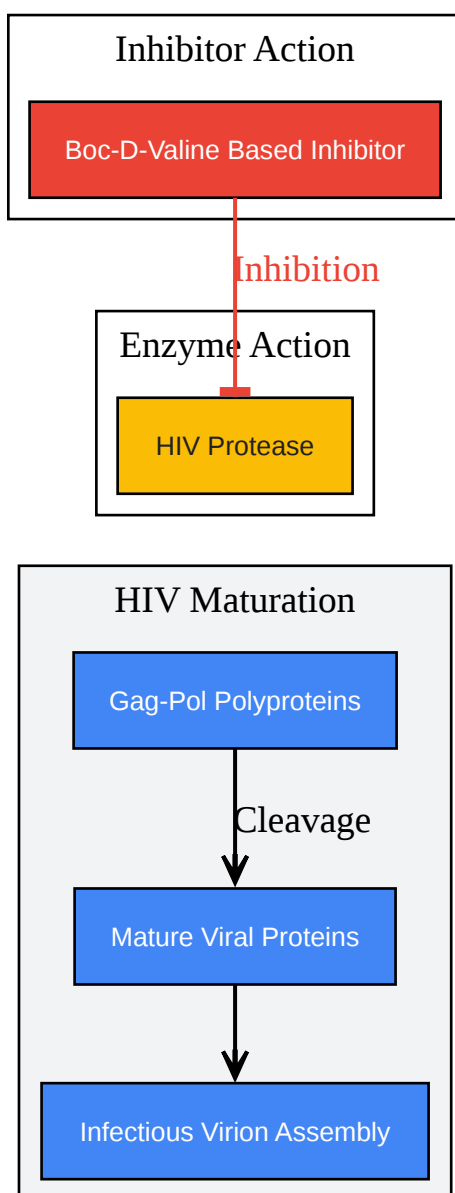 Inhibitor Action
Boc-D-Valine Based Inhibitor
Inhibition
Enzyme Action
HIV Protease
HIV Maturation
Gag-Pol Polyproteins
Cleavage
Mature Viral Proteins
Infectious Virion Assembly